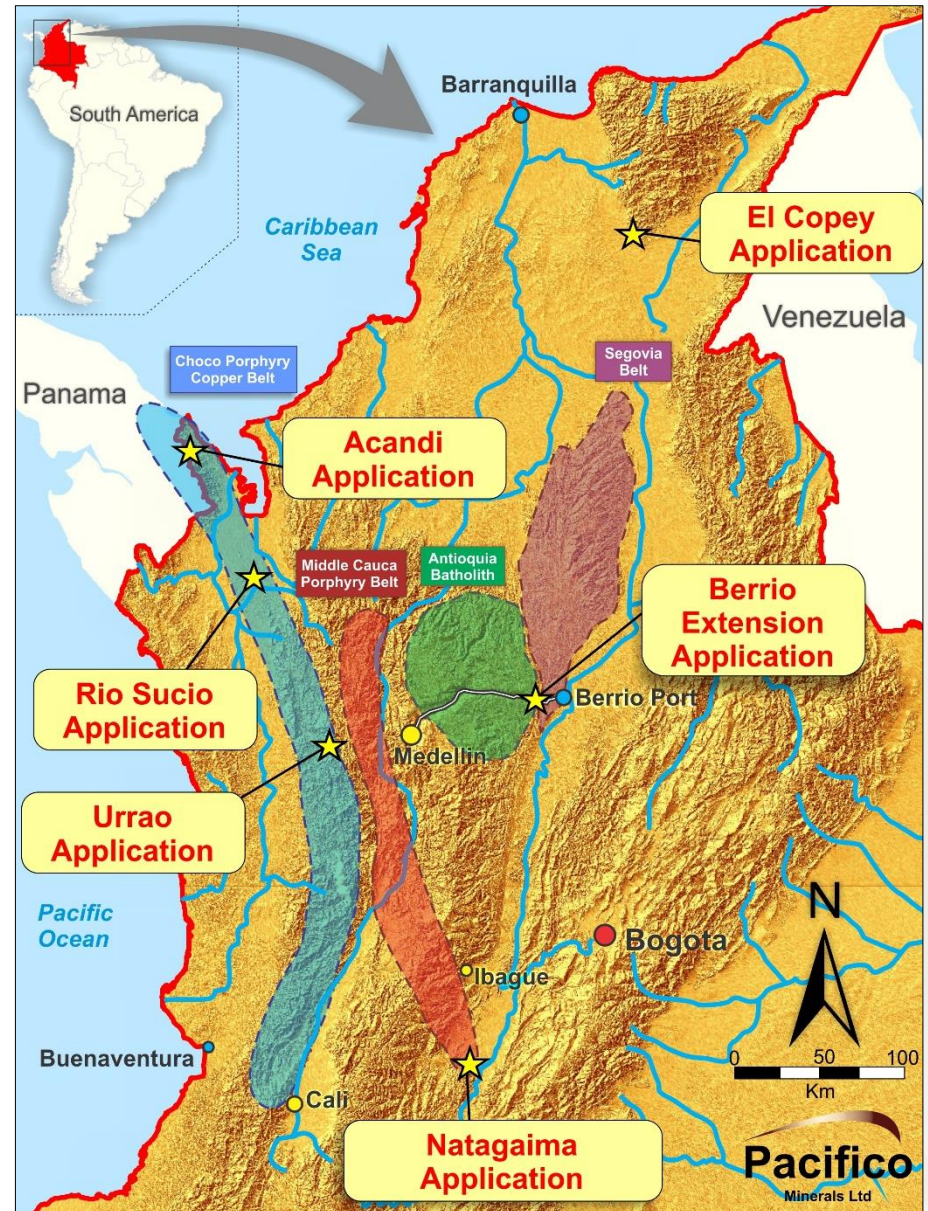 South America
Barranquilla
Caribbean
Sea
El Copey
Application
Venezuela
Choco Porphyry
Copper Belt
Segovia
Belt
Panama
Acandi
Application
Middle Cauca
Porphyry Belt
Antioquia
Batholith
Berrio
Extension
Application
Rio Sucio
Application
Berrio Port
Medellin
Urrao
Application
Pacific
Ocean
N
Bogota
Ibague
Buenaventura
0 50 100
Km
Cali
Natagaima
Application
Pacifico
Minerals Ltd